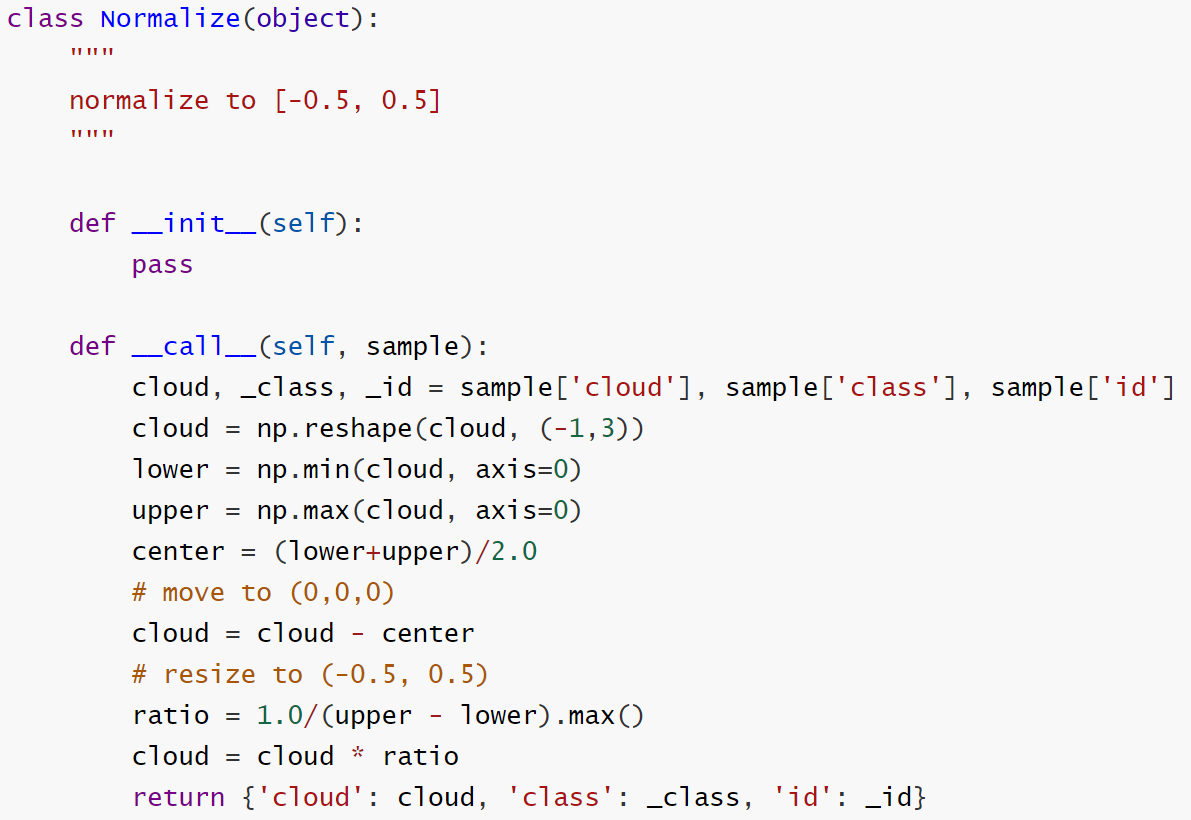 class Normalize(object):
    """
    normalize to [-0.5, 0.5]
    """

    def __init__(self):
        pass

    def __call__(self, sample):
        cloud, _class, _id = sample['cloud'], sample['class'], sample['id']
        cloud = np.reshape(cloud, (-1,3))
        lower = np.min(cloud, axis=0)
        upper = np.max(cloud, axis=0)
        center = (lower+upper)/2.0
        # move to (0,0,0)
        cloud = cloud - center
        # resize to (-0.5, 0.5)
        ratio = 1.0/(upper - lower).max()
        cloud = cloud * ratio
        return {'cloud': cloud, 'class': _class, 'id': _id}